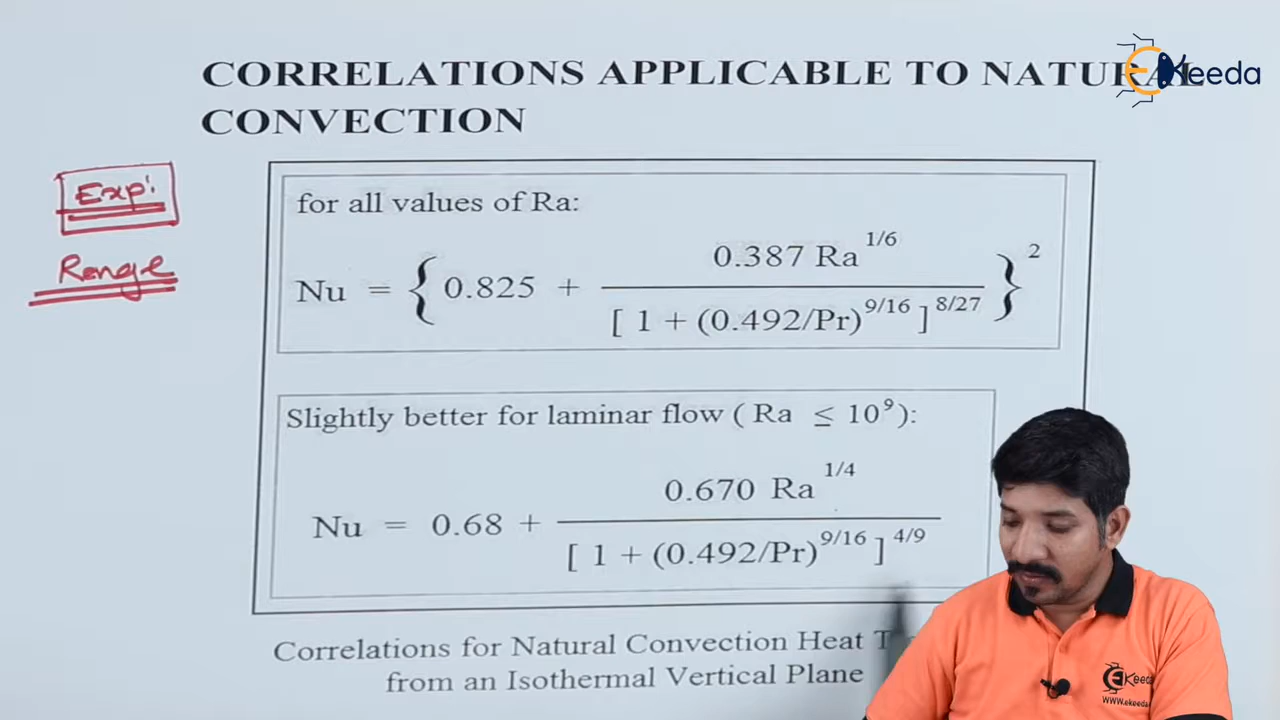 CORRELATIONS APPLICABLE TO NATURAL
CONVECTION
EKeeda
Exp:
Range
for all values of Ra:
Nu = { 0.825 + 0.387 Ra^1/6 / [ 1 + (0.492/Pr)^9/16 ]^8/27 }^2
Slightly better for laminar flow ( Ra ≤ 10^9 ):
Nu = 0.68 + 0.670 Ra^1/4 / [ 1 + (0.492/Pr)^9/16 ]^4/9
Correlations for Natural Convection Heat
from an Isothermal Vertical Plane
EKeeda
www.ekeeda